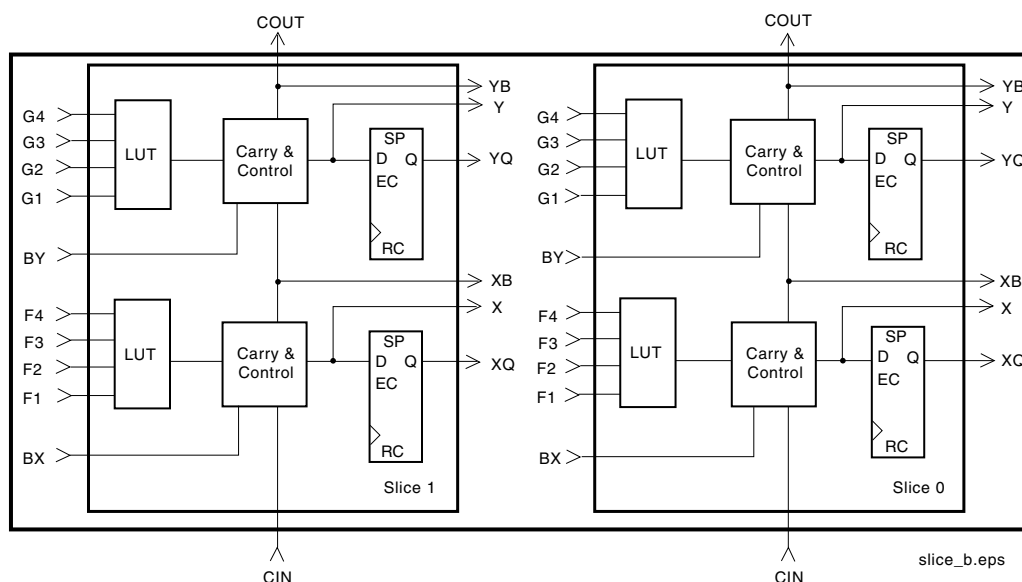 COUT
COUT
YB
Y
G4
G3
G2
G1
LUT
Carry &
Control
SP
D Q
EC
RC
YQ
BY
XB
X
F4
F3
F2
F1
LUT
Carry &
Control
SP
D Q
EC
RC
XQ
BX
Slice 1
CIN
YB
Y
G4
G3
G2
G1
LUT
Carry &
Control
SP
D Q
EC
RC
YQ
BY
XB
X
F4
F3
F2
F1
LUT
Carry &
Control
SP
D Q
EC
RC
XQ
BX
Slice 0
CIN
slice_b.eps